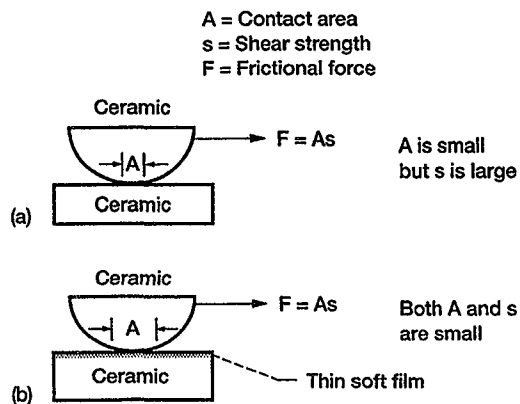 A = Contact area
s = Shear strength
F = Frictional force
Ceramic
F = As
A is small
but s is large
A
Ceramic
(a)
Ceramic
F = As
Both A and s
are small
A
Ceramic
Thin soft film
(b)